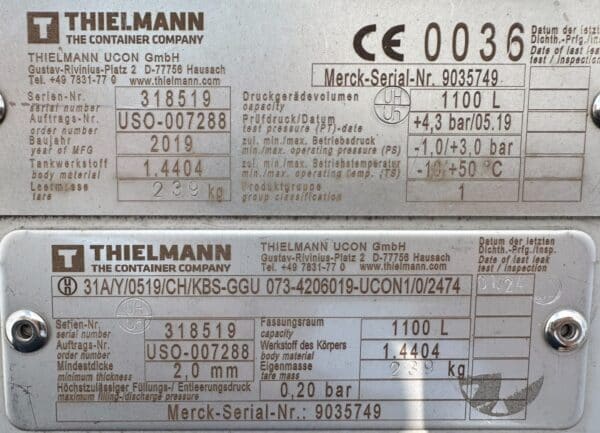 THIELMANN
THE CONTAINER COMPANY
THIELMANN UCON GmbH
Gustav-Rivinius-Platz 2 D-77756 Hausach
Tel. +49 7831-77 0 www.thielmann.com
CE 0036
Datum der letzten
Dichth.-Prfg./Insp.
Date of last leak
test / inspection
Merck-Serial-Nr. 9035749
Serien-Nr. 318519
serial number
Auftrags-Nr. USO-007288
order number
Baujahr 2019
year of MFG
Tankwerkstoff 1.4404
body material
Leermasse 239 kg
tare
Druckgerädevolumen 1100 L
capacity
Prüfdruck/Datum +4,3 bar/05.19
test pressure (PT)-date
zul. min./max. Betriebsdruck -1.0/+3,0 bar
min./max. operating pressure (PS)
zul. min./max. Betriebstemperatur -10/+50 °C
min./max. operating temp. (TS)
Produktgruppe 1
group classification
THIELMANN
THE CONTAINER COMPANY
THIELMANN UCON GmbH
Gustav-Rivinius-Platz 2 D-77756 Hausach
Tel. +49 7831-77 0 www.thielmann.com
Datum der letzten
Dichth.-Prfg./Insp.
Date of last leak
test / inspection
31A/Y/0519/CH/KBS-GGU 073-4206019-UCON1/0/2474
Serien-Nr. 318519
serial number
Auftrags-Nr. USO-007288
order number
Mindestdicke 2,0 mm
minimum thickness
Fassungsraum 1100 L
capacity
Werkstoff des Körpers 1.4404
body material
Eigenmasse 239 kg
tare mass
Höchstzulässiger Füllungs-/ Entleerungsdruck 0,20 bar
maximum filling-/discharge pressure
Merck-Serial-Nr.: 9035749